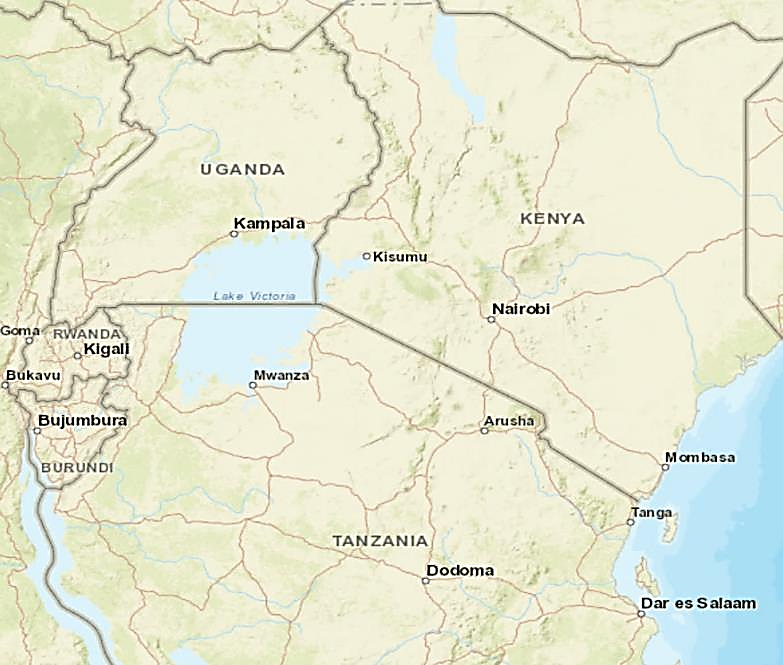 UGANDA
KENYA
Kampala
Kisumu
Lake Victoria
Nairobi
Goma
RWANDA
Kigali
Bukavu
Mwanza
Bujumbura
Arusha
Mombasa
BURUNDI
Tanga
TANZANIA
Dodoma
Dar es Salaam